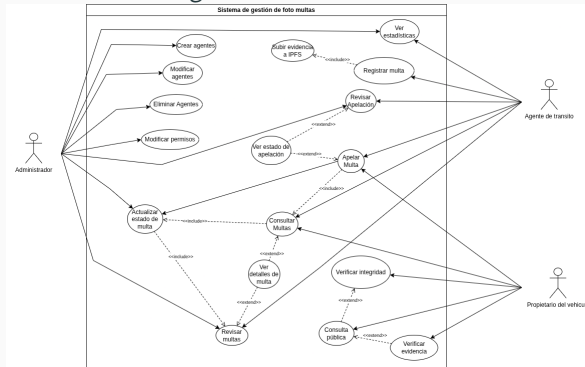 Sistema de gestión de foto multas
Ver
estadísticas
Crear agentes
Subir evidencia
a IPFS
<<include>>
Registrar multa
Modificar
agentes
Eliminar Agentes
Revisar
Apelación
Agente de transito
<<extend>>
Modificar permisos
Ver estado de
apelación
<<extend>>
Apelar
Multa
Administrador
<<include>>
Actualizar
estado de
multa
<<include>>
Consultar
Multas
<<include>>
Ver
detalles de
multa
Verificar integridad
<<extend>>
<<extend>>
Propietario del vehicu
Revisar
multas
Consulta
pública
<<extend>>
Verificar
evidencia